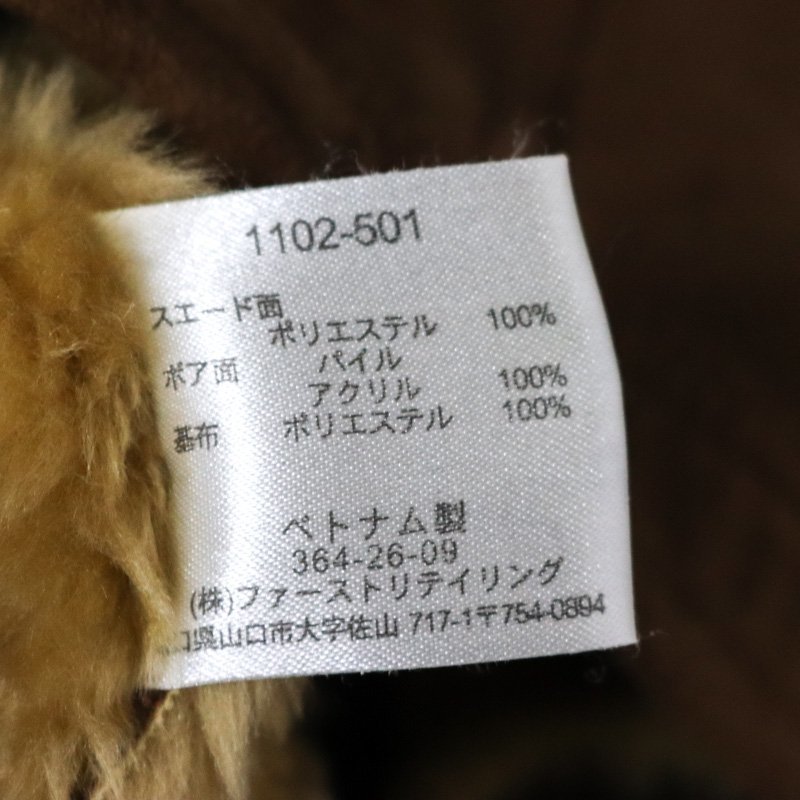 1102-501
スエード面
ポリエステル 100%
ボア面 パイル
アクリル 100%
基布 ポリエステル 100%
ベトナム製
364-26-09
(株)ファーストリテイリング
口県山口市大字佐山 717-1〒754-0894